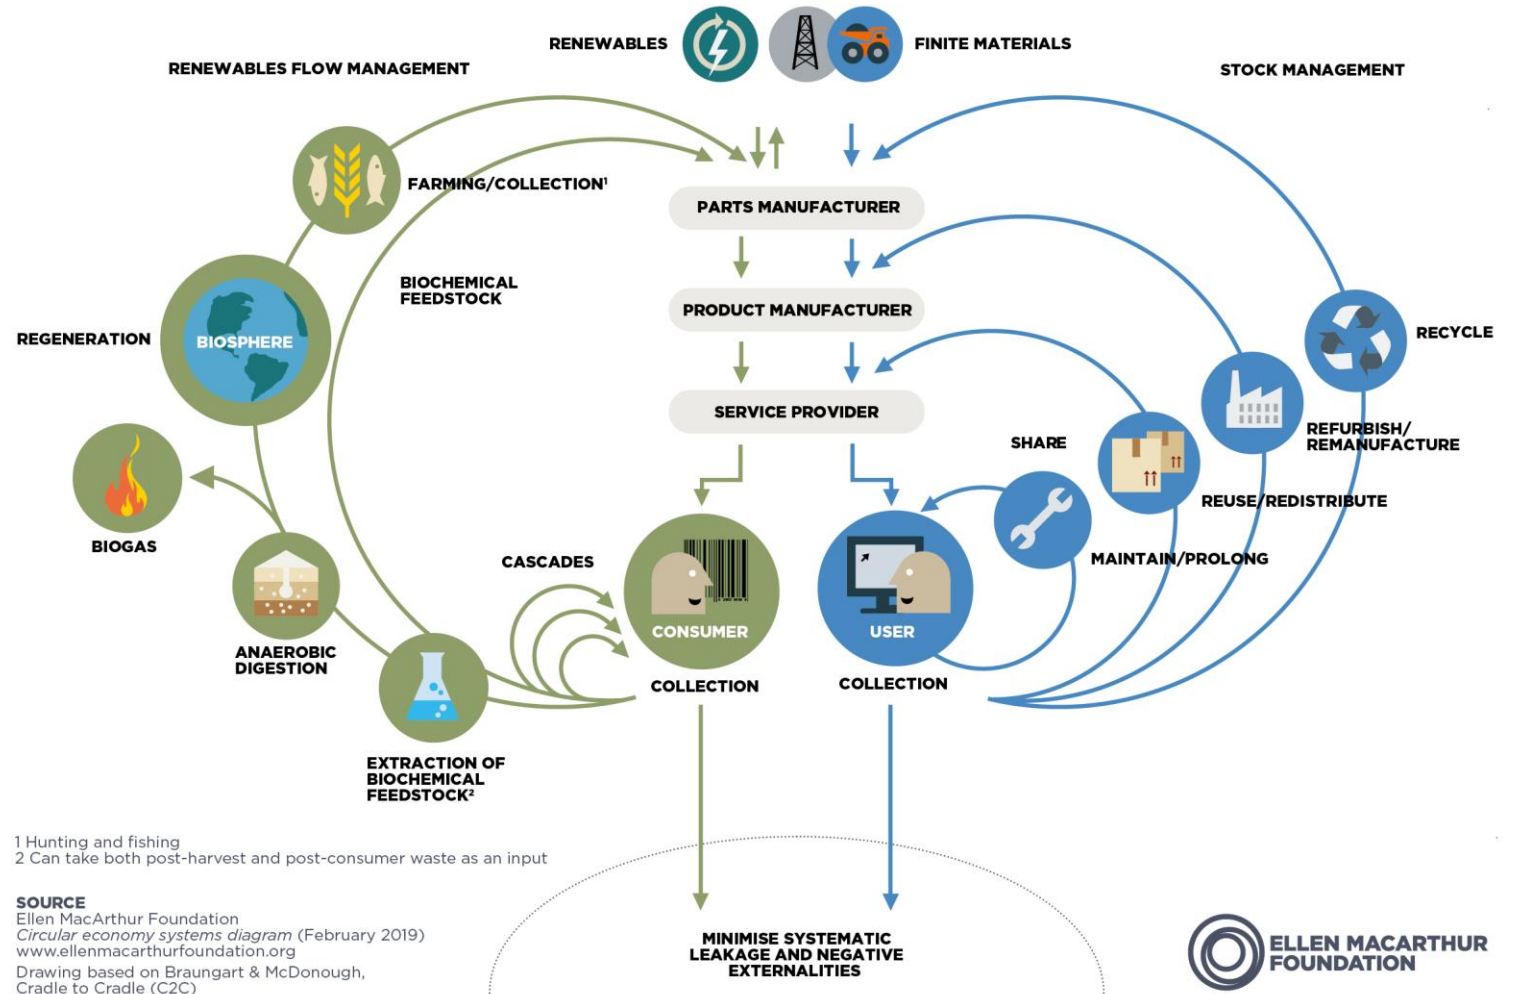 RENEWABLES
FINITE MATERIALS
RENEWABLES FLOW MANAGEMENT
STOCK MANAGEMENT
FARMING/COLLECTION¹
PARTS MANUFACTURER
BIOCHEMICAL
FEEDSTOCK
PRODUCT MANUFACTURER
REGENERATION
BIOSPHERE
RECYCLE
SERVICE PROVIDER
SHARE
REFURBISH/
REMANUFACTURE
REUSE/REDISTRIBUTE
BIOGAS
CASCADES
MAINTAIN/PROLONG
CONSUMER
USER
ANAEROBIC
DIGESTION
COLLECTION
COLLECTION
EXTRACTION OF
BIOCHEMICAL
FEEDSTOCK²
1 Hunting and fishing
2 Can take both post-harvest and post-consumer waste as an input
SOURCE
Ellen MacArthur Foundation
Circular economy systems diagram (February 2019)
www.ellenmacarthurfoundation.org
Drawing based on Braungart & McDonough,
Cradle to Cradle (C2C)
MINIMISE SYSTEMATIC
LEAKAGE AND NEGATIVE
EXTERNALITIES
ELLEN MACARTHUR
FOUNDATION